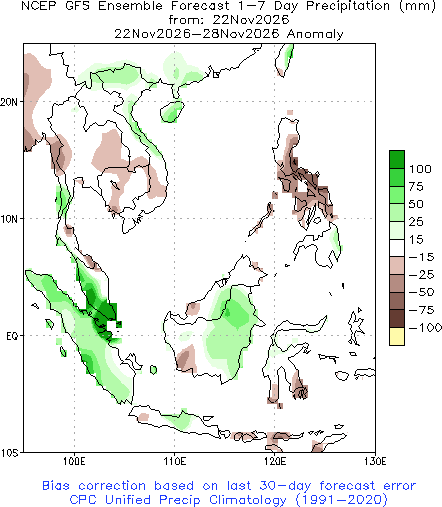 NCEP GFS Ensemble Forecast 1-7 Day Precipitation (mm)
from: 22Nov2026
22Nov2026-28Nov2026 Anomaly
20N
10N
EQ
10S
100E
110E
120E
130E
100
75
50
25
15
-15
-25
-50
-75
-100
Bias correction based on last 30-day forecast error
CPC Unified Precip Climatology (1991-2020)